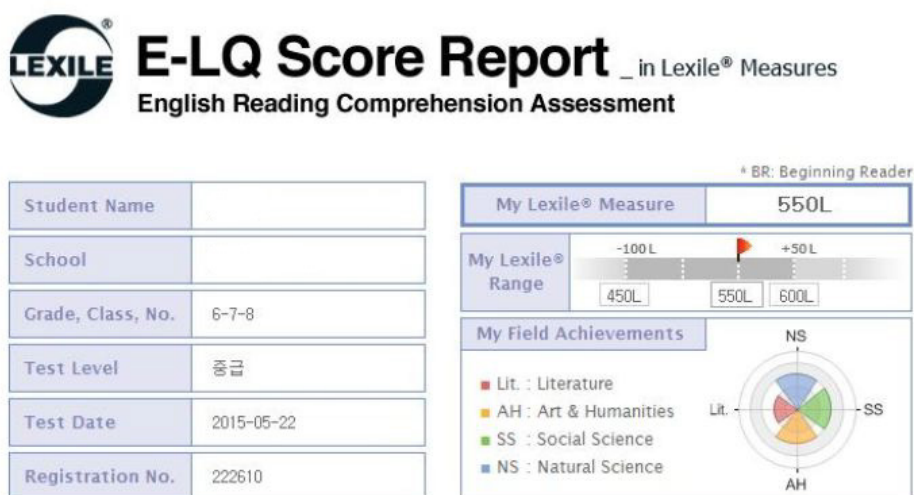 LEXILE ®
E-LQ Score Report _ in Lexile® Measures
English Reading Comprehension Assessment
* BR: Beginning Reader
Student Name
School
Grade, Class, No. 6-7-8
Test Level 중급
Test Date 2015-05-22
Registration No. 222610
My Lexile® Measure 550L
My Lexile® Range
-100 L +50 L
450L 550L 600L
My Field Achievements
Lit. : Literature
AH : Art & Humanities
SS : Social Science
NS : Natural Science
NS
Lit. SS
AH